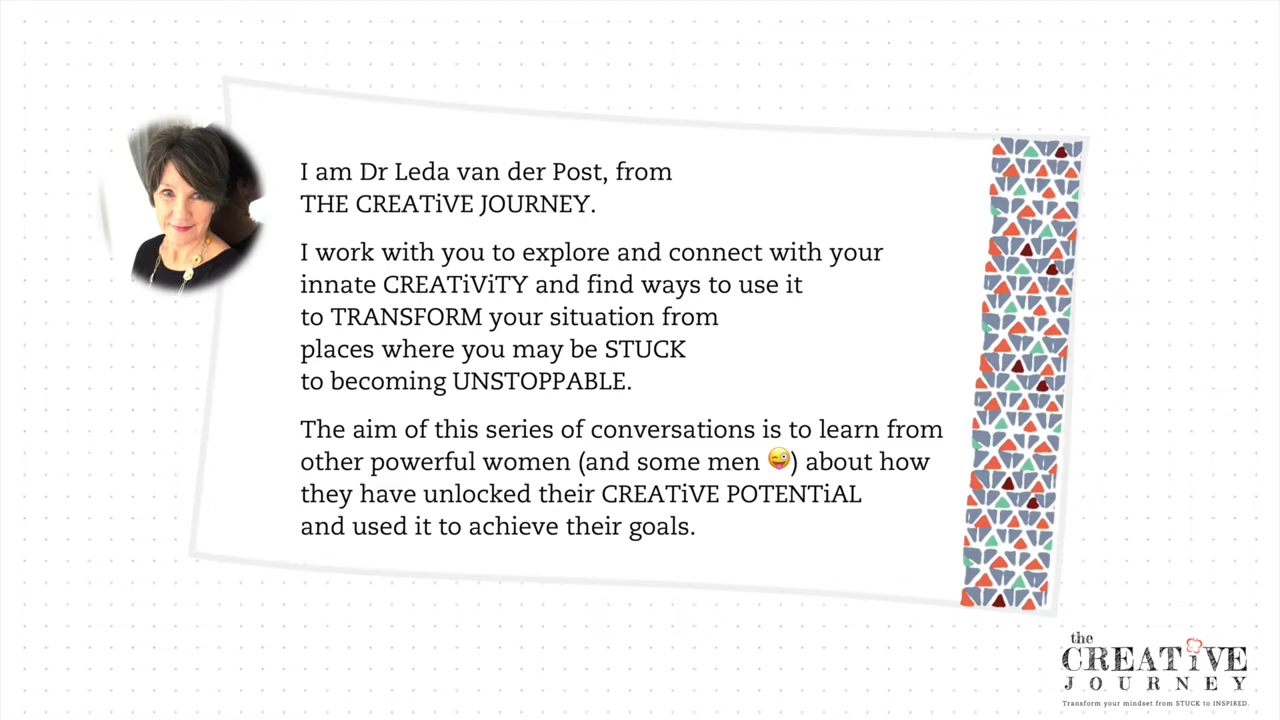 I am Dr Leda van der Post, from
THE CREATiVE JOURNEY.
I work with you to explore and connect with your
innate CREATiViTY and find ways to use it
to TRANSFORM your situation from
places where you may be STUCK
to becoming UNSTOPPABLE.
The aim of this series of conversations is to learn from
other powerful women (and some men 😜) about how
they have unlocked their CREATiVE POTENTiAL
and used it to achieve their goals.
the
CREATiVE
JOURNEY
Transform your mindset from STUCK to INSPIRED.